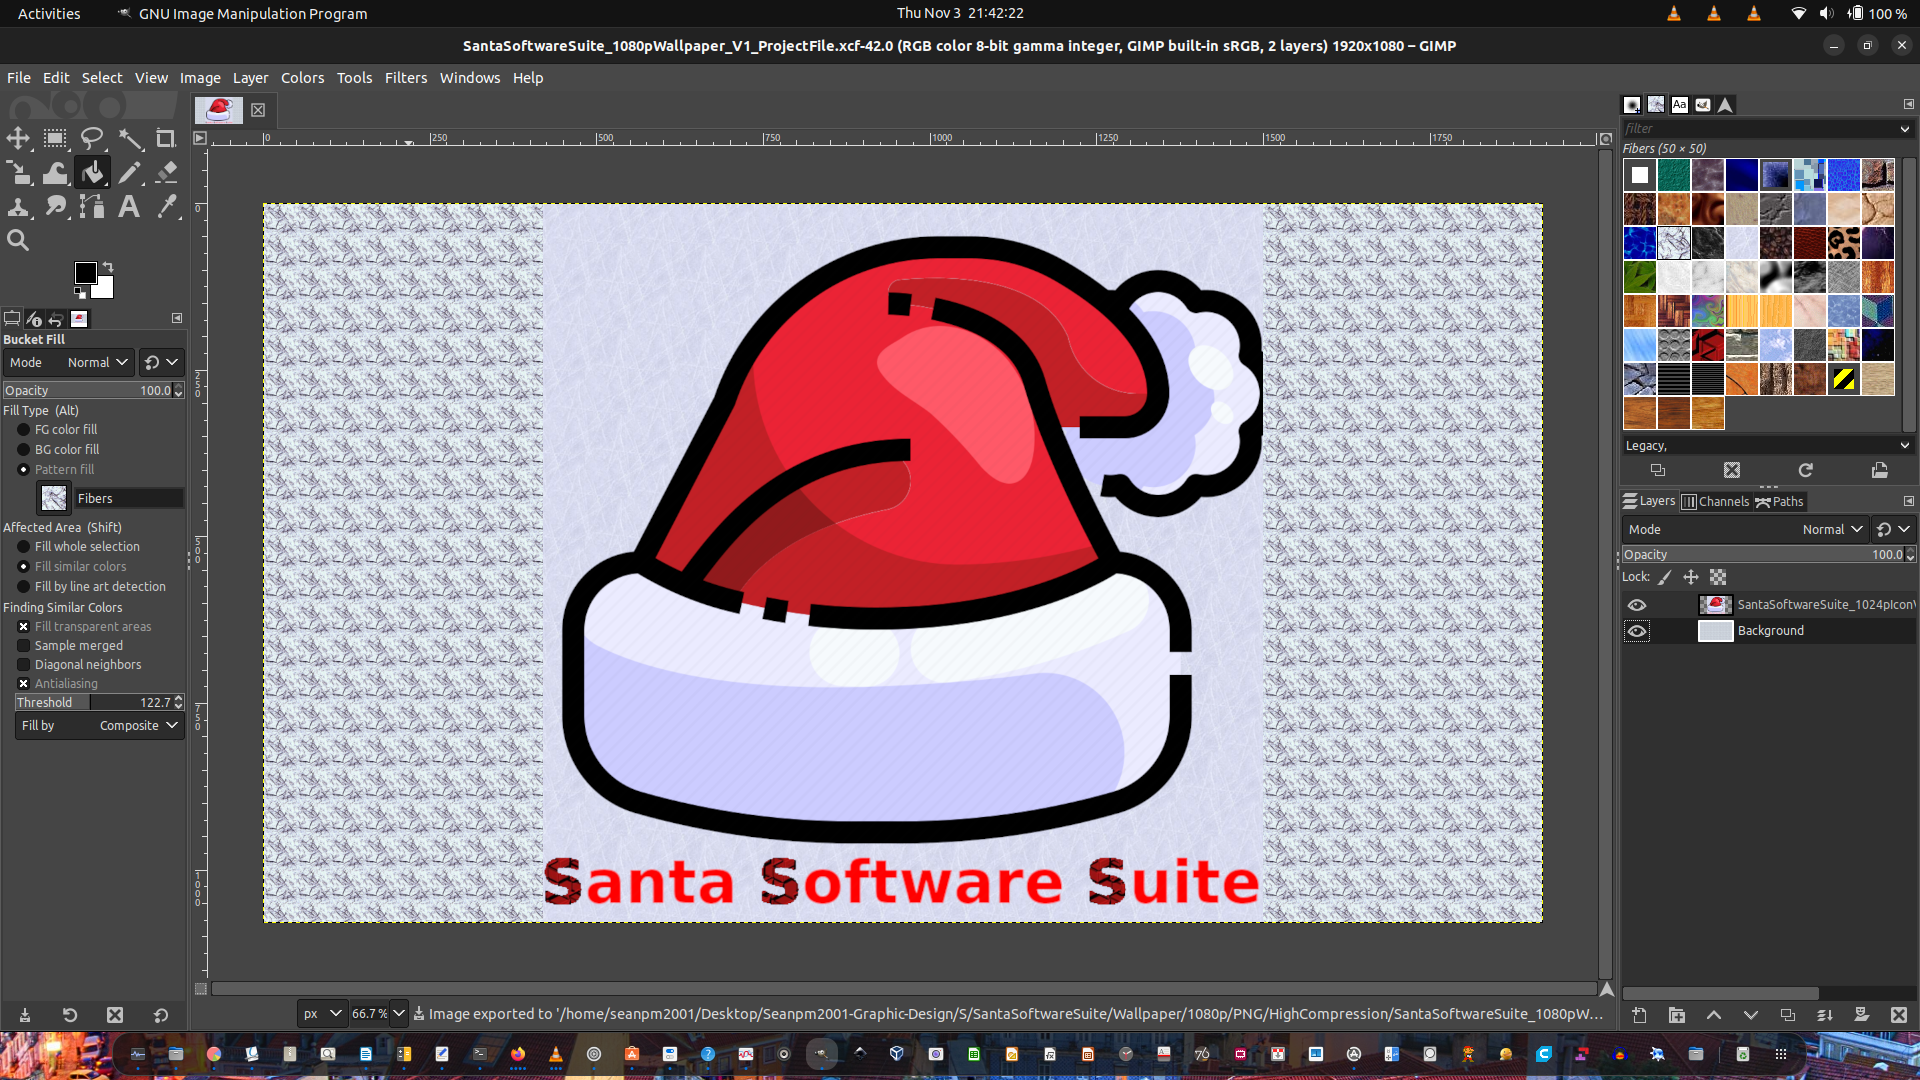 Activities
GNU Image Manipulation Program
Thu Nov 3 21:42:22
100 %
SantaSoftwareSuite_1080pWallpaper_V1_ProjectFile.xcf-42.0 (RGB color 8-bit gamma integer, GIMP built-in sRGB, 2 layers) 1920x1080 – GIMP
File Edit Select View Image Layer Colors Tools Filters Windows Help
0 250 500 750 1000 1250 1500 1750
0
250
500
750
1000
Bucket Fill
Mode Normal
Opacity 100.0
Fill Type (Alt)
FG color fill
BG color fill
Pattern fill
Fibers
Affected Area (Shift)
Fill whole selection
Fill similar colors
Fill by line art detection
Finding Similar Colors
Fill transparent areas
Sample merged
Diagonal neighbors
Antialiasing
Threshold 122.7
Fill by Composite
Santa Software Suite
px 66.7 % Image exported to '/home/seanpm2001/Desktop/Seanpm2001-Graphic-Design/S/SantaSoftwareSuite/Wallpaper/1080p/PNG/HighCompression/SantaSoftwareSuite_1080pW…
Aa
filter
Fibers (50 × 50)
Legacy,
Layers Channels Paths
Mode Normal
Opacity 100.0
Lock:
SantaSoftwareSuite_1024pIcon
Background
76